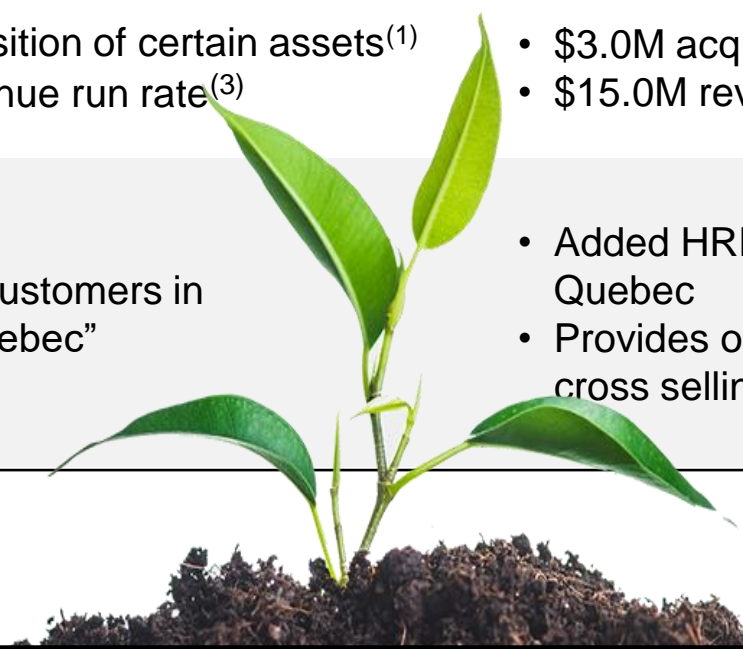 sition of certain assets(1)
nue run rate(3)
ustomers in
ebec”
• $3.0M acq
• $15.0M rev
• Added HR
Quebec
• Provides o
cross sellin